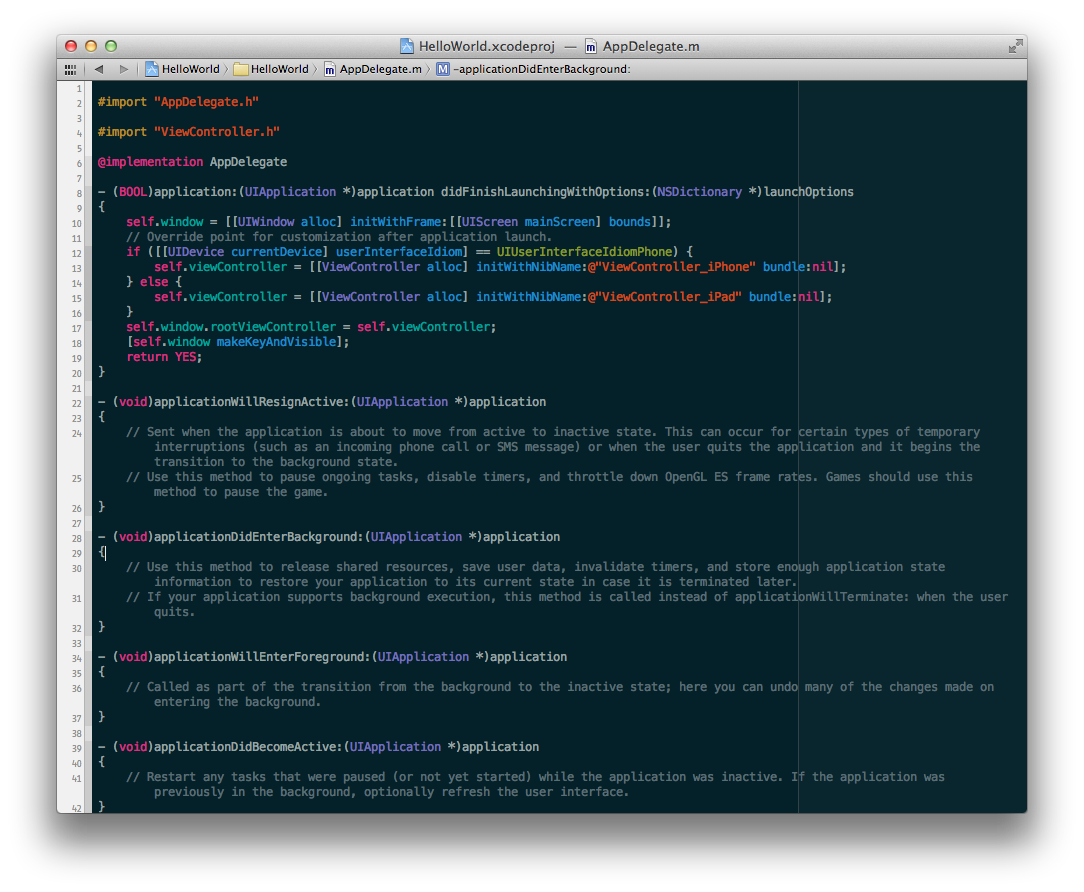 HelloWorld.xcodeproj — AppDelegate.m
HelloWorld HelloWorld AppDelegate.m M -applicationDidEnterBackground:
1
2 #import "AppDelegate.h"
3
4 #import "ViewController.h"
5
6 @implementation AppDelegate
7
8 - (BOOL)application:(UIApplication *)application didFinishLaunchingWithOptions:(NSDictionary *)launchOptions
9 {
10 self.window = [[UIWindow alloc] initWithFrame:[[UIScreen mainScreen] bounds]];
11 // Override point for customization after application launch.
12 if ([[UIDevice currentDevice] userInterfaceIdiom] == UIUserInterfaceIdiomPhone) {
13 self.viewController = [[ViewController alloc] initWithNibName:@"ViewController_iPhone" bundle:nil];
14 } else {
15 self.viewController = [[ViewController alloc] initWithNibName:@"ViewController_iPad" bundle:nil];
16 }
17 self.window.rootViewController = self.viewController;
18 [self.window makeKeyAndVisible];
19 return YES;
20 }
21
22 - (void)applicationWillResignActive:(UIApplication *)application
23 {
24 // Sent when the application is about to move from active to inactive state. This can occur for certain types of temporary
interruptions (such as an incoming phone call or SMS message) or when the user quits the application and it begins the
transition to the background state.
25 // Use this method to pause ongoing tasks, disable timers, and throttle down OpenGL ES frame rates. Games should use this
method to pause the game.
26 }
27
28 - (void)applicationDidEnterBackground:(UIApplication *)application
29 {
30 // Use this method to release shared resources, save user data, invalidate timers, and store enough application state
information to restore your application to its current state in case it is terminated later.
31 // If your application supports background execution, this method is called instead of applicationWillTerminate: when the user
quits.
32 }
33
34 - (void)applicationWillEnterForeground:(UIApplication *)application
35 {
36 // Called as part of the transition from the background to the inactive state; here you can undo many of the changes made on
entering the background.
37 }
38
39 - (void)applicationDidBecomeActive:(UIApplication *)application
40 {
41 // Restart any tasks that were paused (or not yet started) while the application was inactive. If the application was
previously in the background, optionally refresh the user interface.
42 }